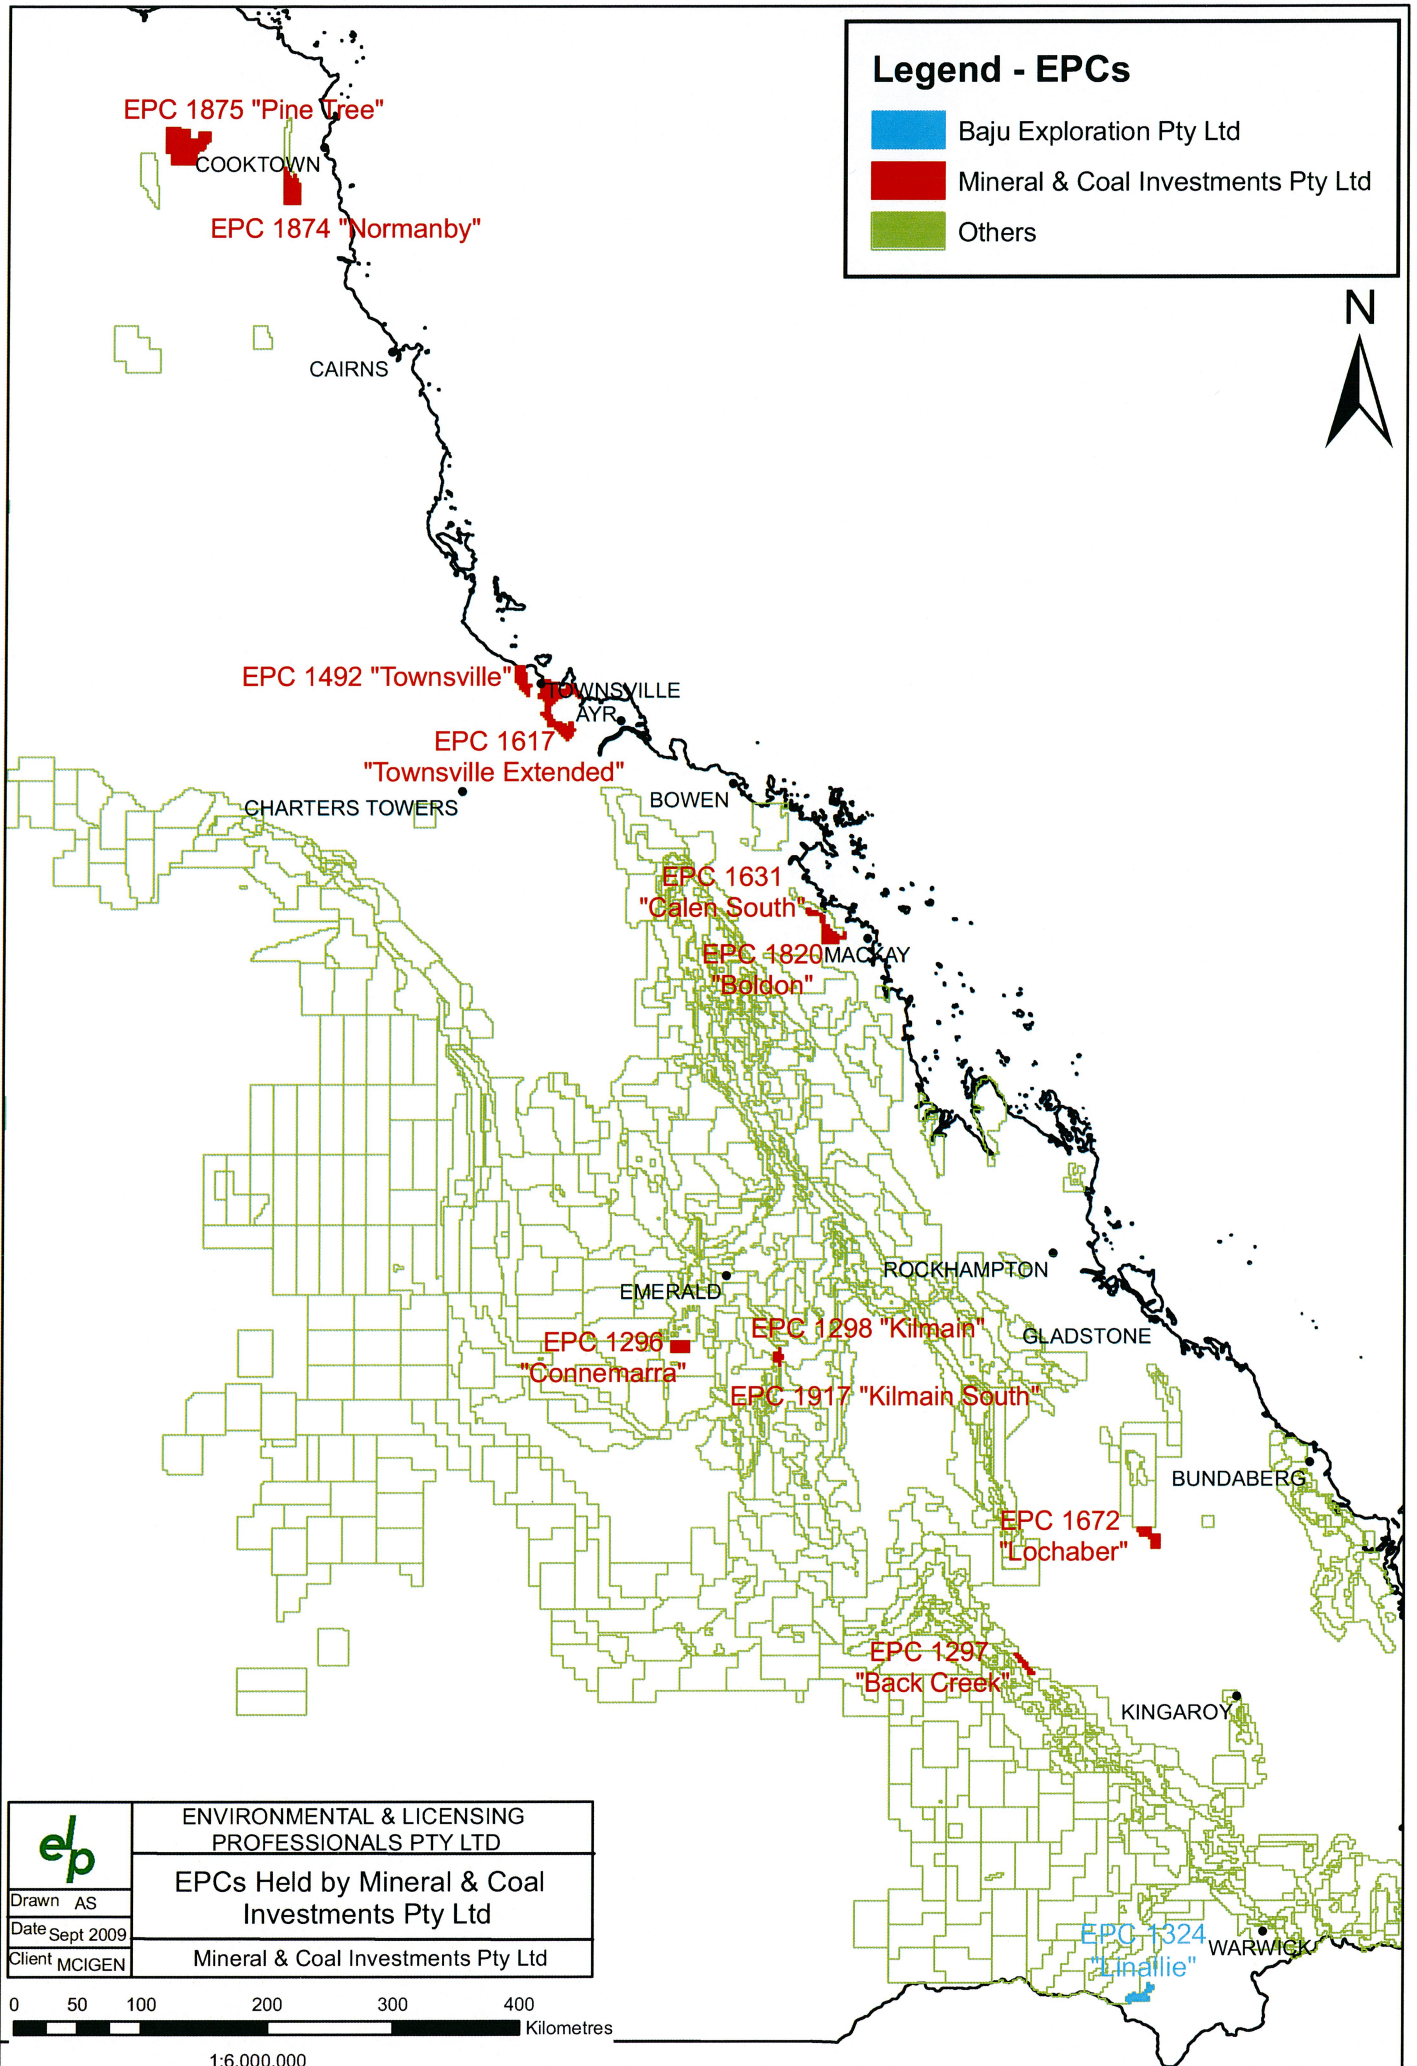 Legend - EPCs
Baju Exploration Pty Ltd
Mineral & Coal Investments Pty Ltd
Others
N
EPC 1875 "Pine Tree"
COOKTOWN
EPC 1874 "Normanby"
CAIRNS
EPC 1492 "Townsville"
TOWNSVILLE
AYR
EPC 1617
"Townsville Extended"
CHARTERS TOWERS
BOWEN
EPC 1631
"Calen South"
EPC 1820
"Boldon"
MACKAY
ROCKHAMPTON
EMERALD
EPC 1298 "Kilmain"
GLADSTONE
EPC 1296
"Connemarra"
EPC 1917 "Kilmain South"
BUNDABERG
EPC 1672
"Lochaber"
EPC 1297
"Back Creek"
KINGAROY
EPC 1324
"Linallie"
WARWICK
elp
ENVIRONMENTAL & LICENSING
PROFESSIONALS PTY LTD
EPCs Held by Mineral & Coal
Investments Pty Ltd
Mineral & Coal Investments Pty Ltd
Drawn AS
Date Sept 2009
Client MCIGEN
0 50 100 200 300 400
Kilometres
1:6,000,000